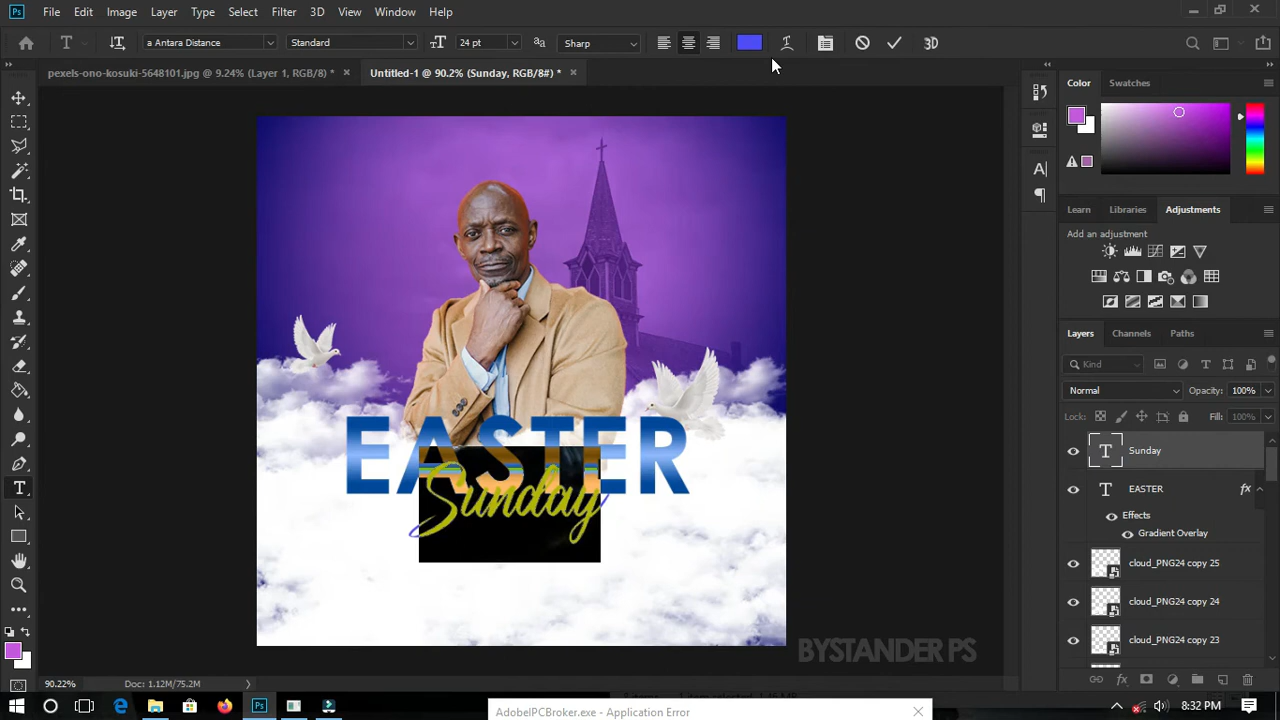 Ps File Edit Image Layer Type Select Filter 3D View Window Help
T a Antara Distance Standard 24 pt aa Sharp 3D
pexels-ono-kosuki-5648101.jpg @ 9.24% (Layer 1, RGB/8) * × Untitled-1 @ 90.2% (Sunday, RGB/8#) * ×
Color Swatches
Learn Libraries Adjustments
Add an adjustment
Layers Channels Paths
Kind
Normal Opacity: 100%
Lock: Fill: 100%
T Sunday
T EASTER fx
Effects
Gradient Overlay
cloud_PNG24 copy 25
cloud_PNG24 copy 24
cloud_PNG24 copy 23
EASTER
Sunday
BYSTANDER PS
90.22% Doc: 1.12M/75.2M
AdobeIPCBroker.exe - Application Error
8:32 PM